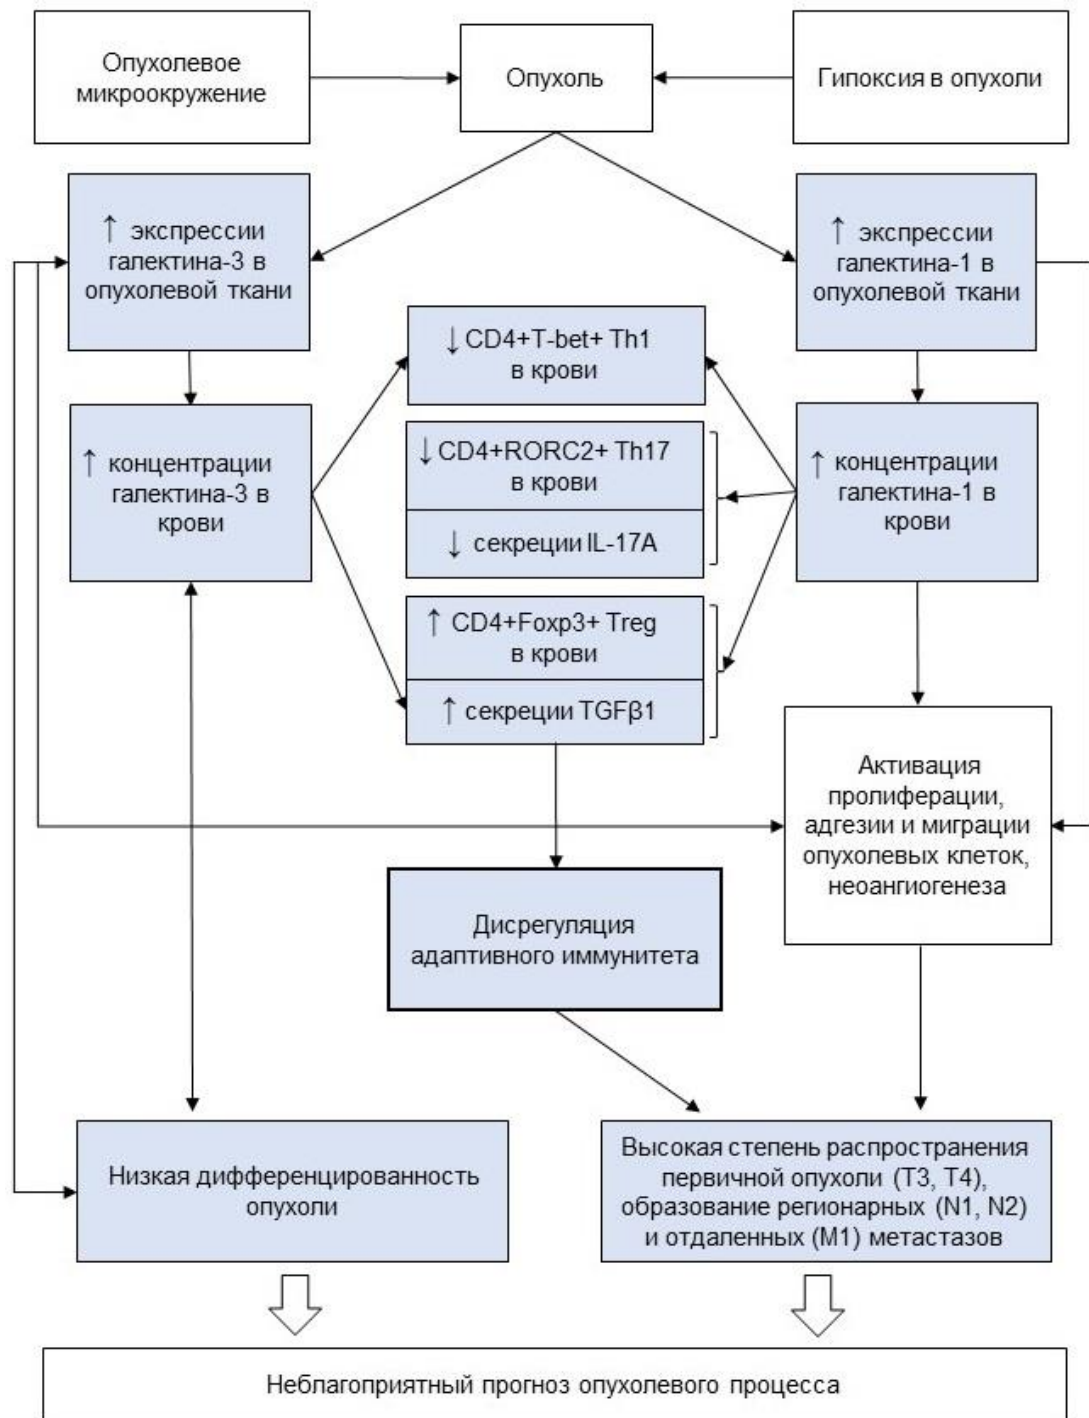 Опухолевое
микроокружение
Опухоль
Гипоксия в опухоли
↑ экспрессии
галектина-3 в
опухолевой ткани
↑ экспрессии
галектина-1 в
опухолевой ткани
↓ CD4+T-bet+ Th1
в крови
↑ концентрации
галектина-3 в
крови
↓ CD4+RORC2+ Th17
в крови
↓ секреции IL-17A
↑ концентрации
галектина-1 в
крови
↑ CD4+Foxp3+ Treg
в крови
↑ секреции TGFβ1
Активация
пролиферации,
адгезии и миграции
опухолевых клеток,
неоангиогенеза
Дисрегуляция
адаптивного иммунитета
Низкая дифференцированность
опухоли
Высокая степень распространения
первичной опухоли (Т3, Т4),
образование регионарных (N1, N2)
и отдаленных (М1) метастазов
Неблагоприятный прогноз опухолевого процесса